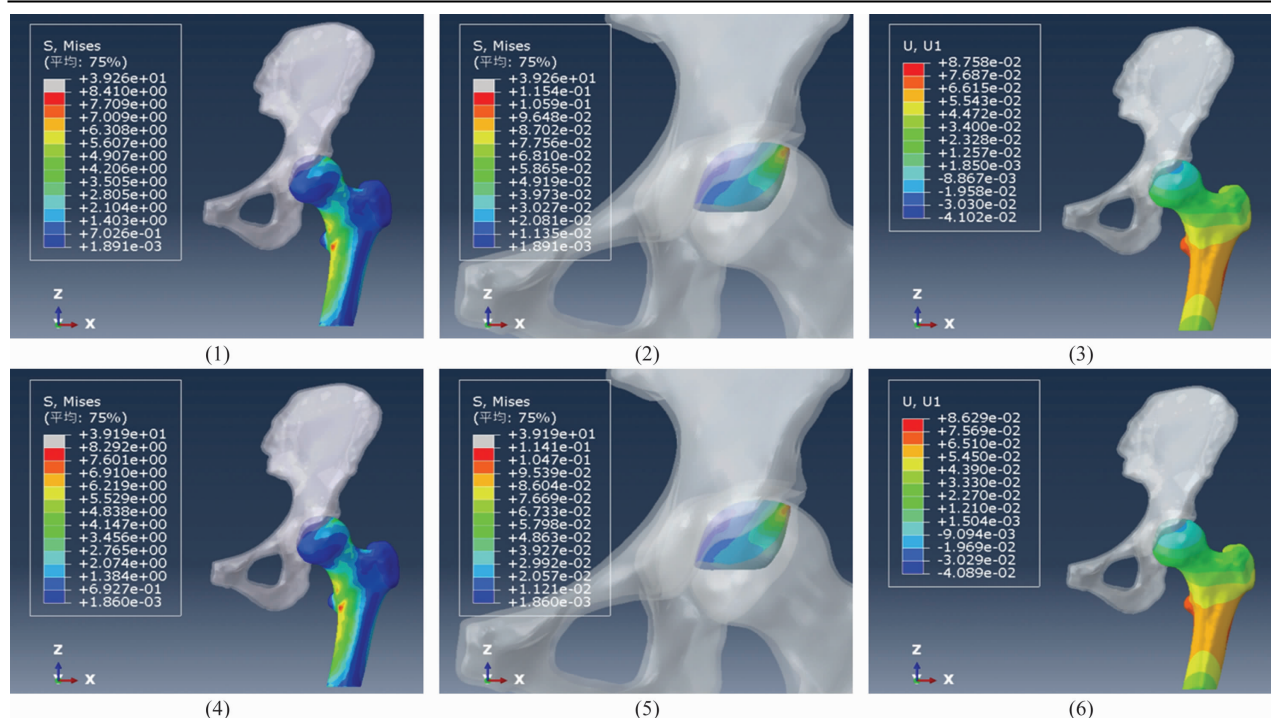 S, Mises
(平均: 75%)
+3.926e+01
+8.410e+00
+7.709e+00
+7.009e+00
+6.308e+00
+5.607e+00
+4.907e+00
+4.206e+00
+3.505e+00
+2.805e+00
+2.104e+00
+1.403e+00
+7.026e-01
+1.891e-03
Z
Y
X
(1)
S, Mises
(平均: 75%)
+3.926e+01
+1.154e-01
+1.059e-01
+9.648e-02
+8.702e-02
+7.756e-02
+6.810e-02
+5.865e-02
+4.919e-02
+3.973e-02
+3.027e-02
+2.081e-02
+1.135e-02
+1.891e-03
Z
Y
X
(2)
U, U1
+8.758e-02
+7.687e-02
+6.615e-02
+5.543e-02
+4.472e-02
+3.400e-02
+2.328e-02
+1.257e-02
+1.850e-03
-8.867e-03
-1.958e-02
-3.030e-02
-4.102e-02
Z
Y
X
(3)
S, Mises
(平均: 75%)
+3.919e+01
+8.292e+00
+7.601e+00
+6.910e+00
+6.219e+00
+5.529e+00
+4.838e+00
+4.147e+00
+3.456e+00
+2.765e+00
+2.074e+00
+1.384e+00
+6.927e-01
+1.860e-03
Z
Y
X
(4)
S, Mises
(平均: 75%)
+3.919e+01
+1.141e-01
+1.047e-01
+9.539e-02
+8.604e-02
+7.669e-02
+6.733e-02
+5.798e-02
+4.863e-02
+3.927e-02
+2.992e-02
+2.057e-02
+1.121e-02
+1.860e-03
Z
Y
X
(5)
U, U1
+8.629e-02
+7.569e-02
+6.510e-02
+5.450e-02
+4.390e-02
+3.330e-02
+2.270e-02
+1.210e-02
+1.504e-03
-9.094e-03
-1.969e-02
-3.029e-02
-4.089e-02
Z
Y
X
(6)